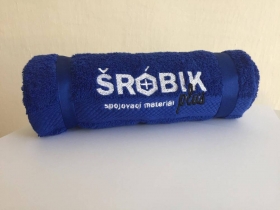 ŠRÓBIK
spojovací materiál
plus